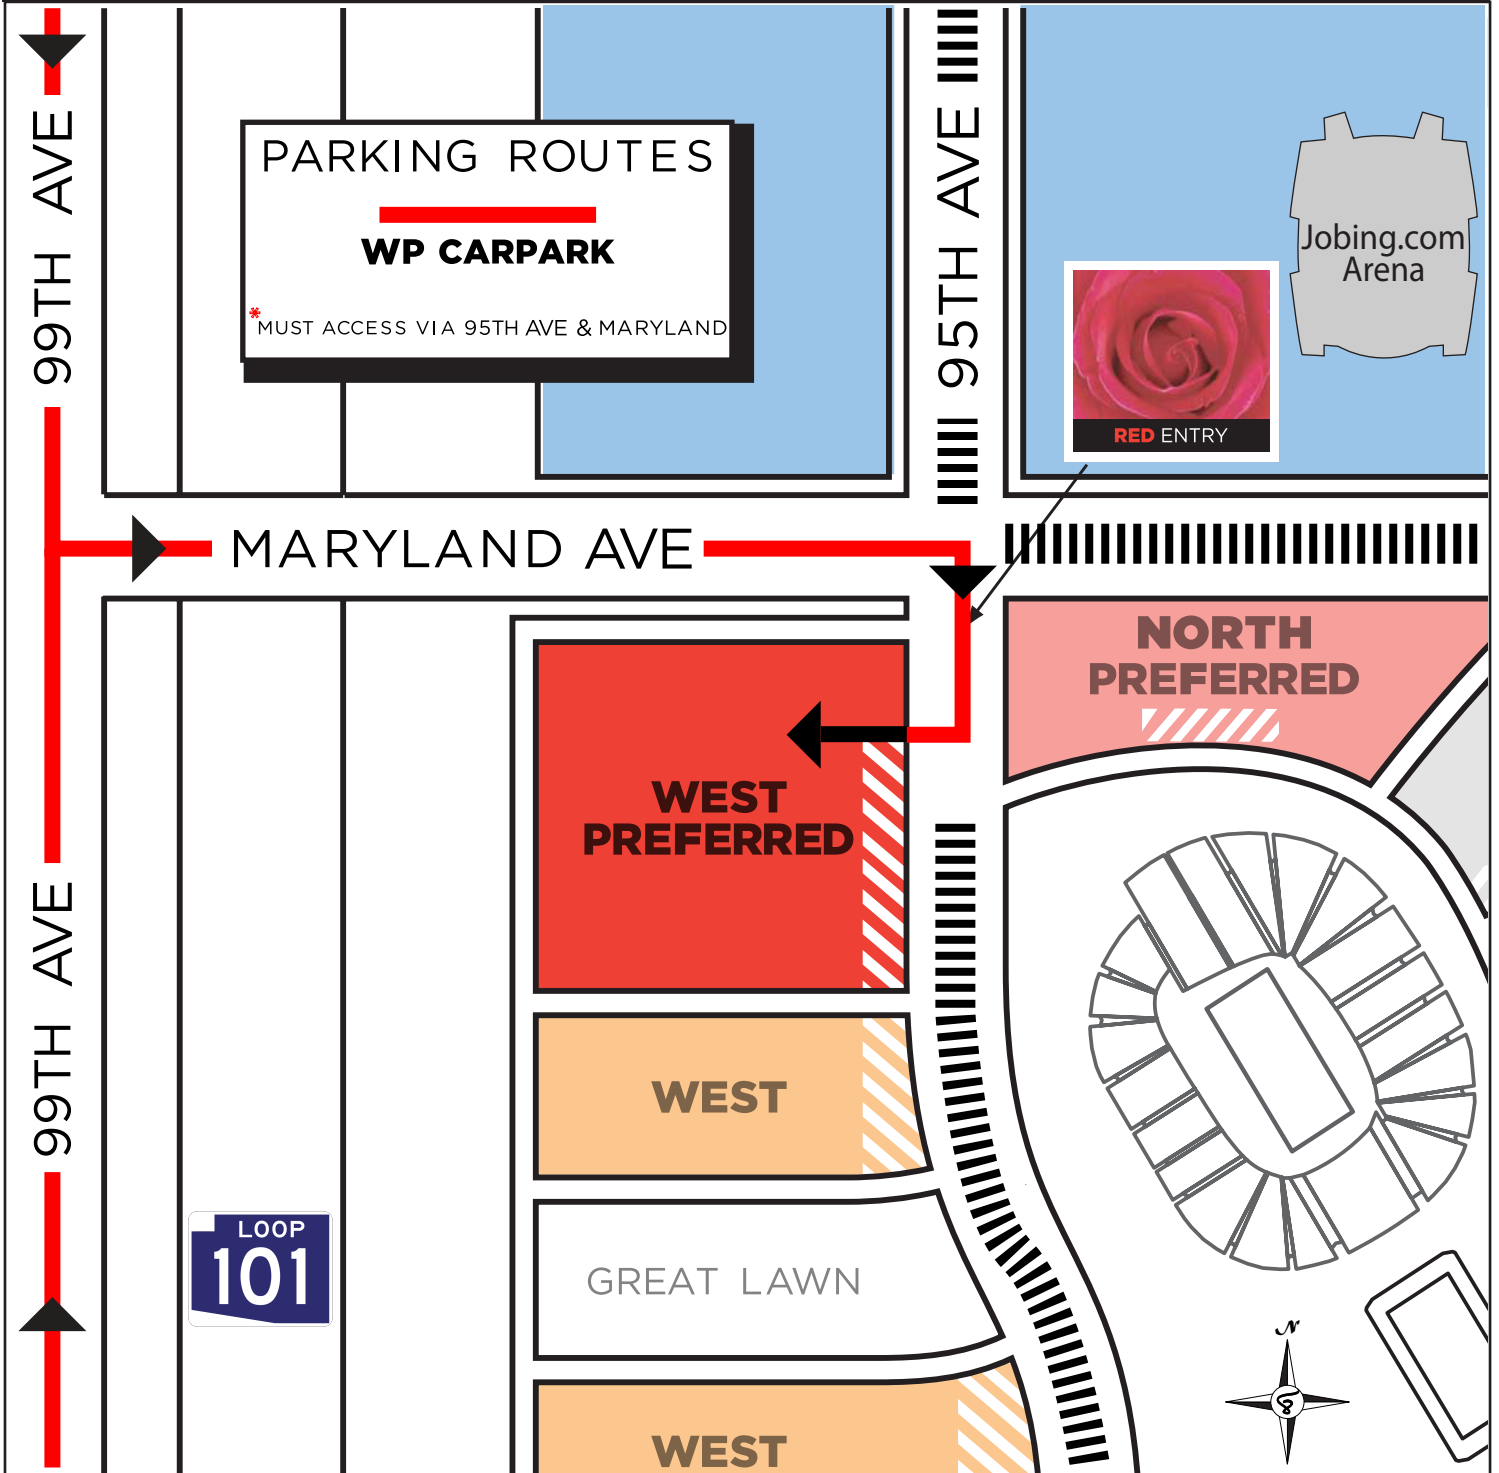 99TH AVE
PARKING ROUTES
WP CARPARK
*MUST ACCESS VIA 95TH AVE & MARYLAND
95TH AVE
Jobing.com
Arena
RED ENTRY
MARYLAND AVE
NORTH
PREFERRED
WEST
PREFERRED
99TH AVE
WEST
LOOP
101
GREAT LAWN
N
WEST